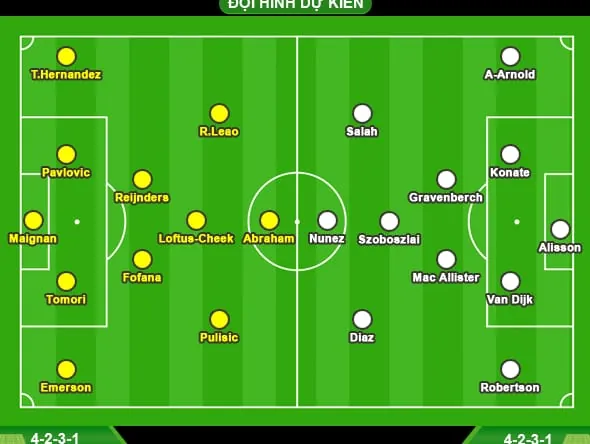 ĐỘI HÌNH DỰ KIẾN
T.Hernandez
A-Arnold
R.Leao
Salah
Pavlovic
Konate
Reijnders
Gravenberch
Maignan
Loftus-Cheek
Abraham
Nunez
Szoboszlai
Alisson
Fofana
Mac Allister
Tomori
Van Dijk
Pulisic
Diaz
Emerson
Robertson
4-2-3-1
4-2-3-1